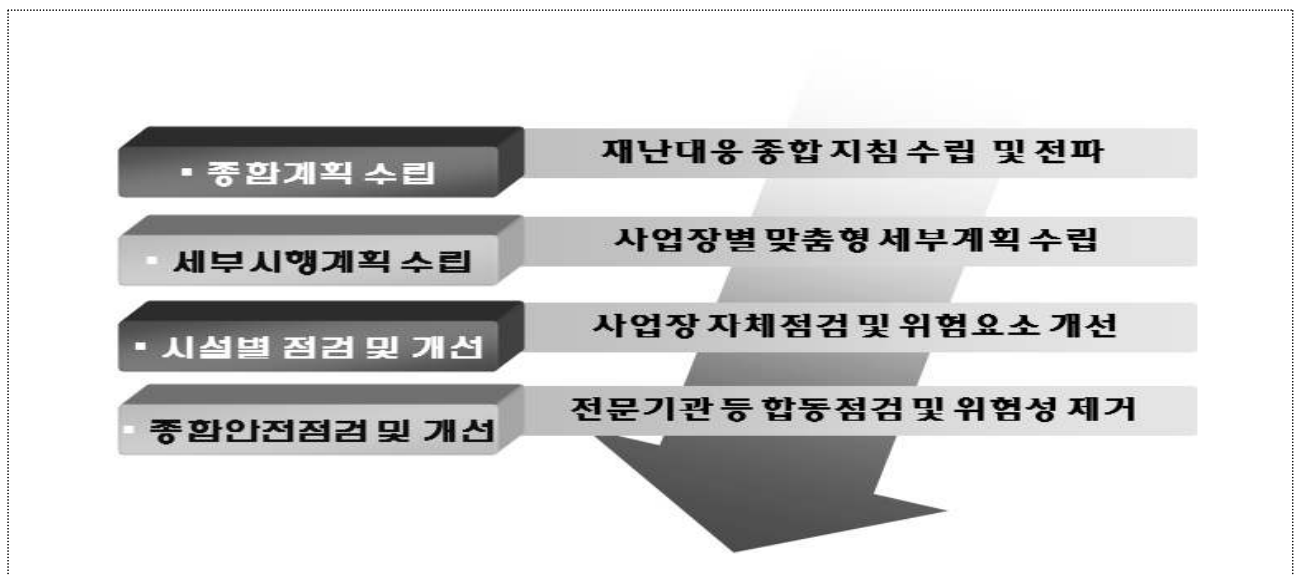 ▪ 종합계획 수립
재난대응 종합 지침 수립 및 전파
▪ 세부시행계획 수립
사업장별 맞춤형 세부계획 수립
▪ 시설별 점검 및 개선
사업장 자체점검 및 위험요소 개선
▪ 종합안전점검 및 개선
전문기관 등 합동점검 및 위험성 제거